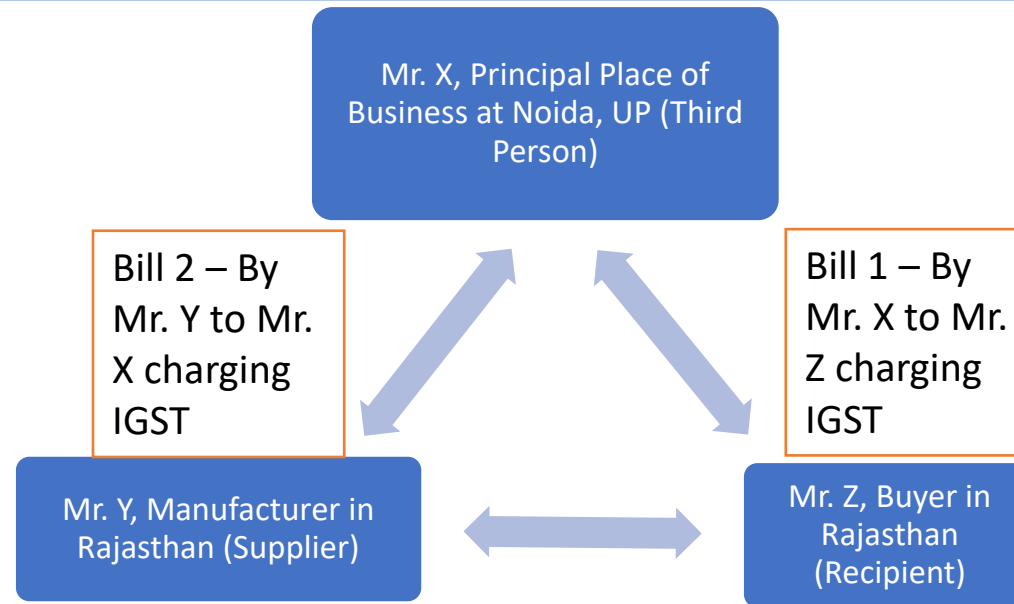 Mr. X, Principal Place of
Business at Noida, UP (Third
Person)
Bill 2 – By
Mr. Y to Mr.
X charging
IGST
Bill 1 – By
Mr. X to Mr.
Z charging
IGST
Mr. Y, Manufacturer in
Rajasthan (Supplier)
Mr. Z, Buyer in
Rajasthan
(Recipient)